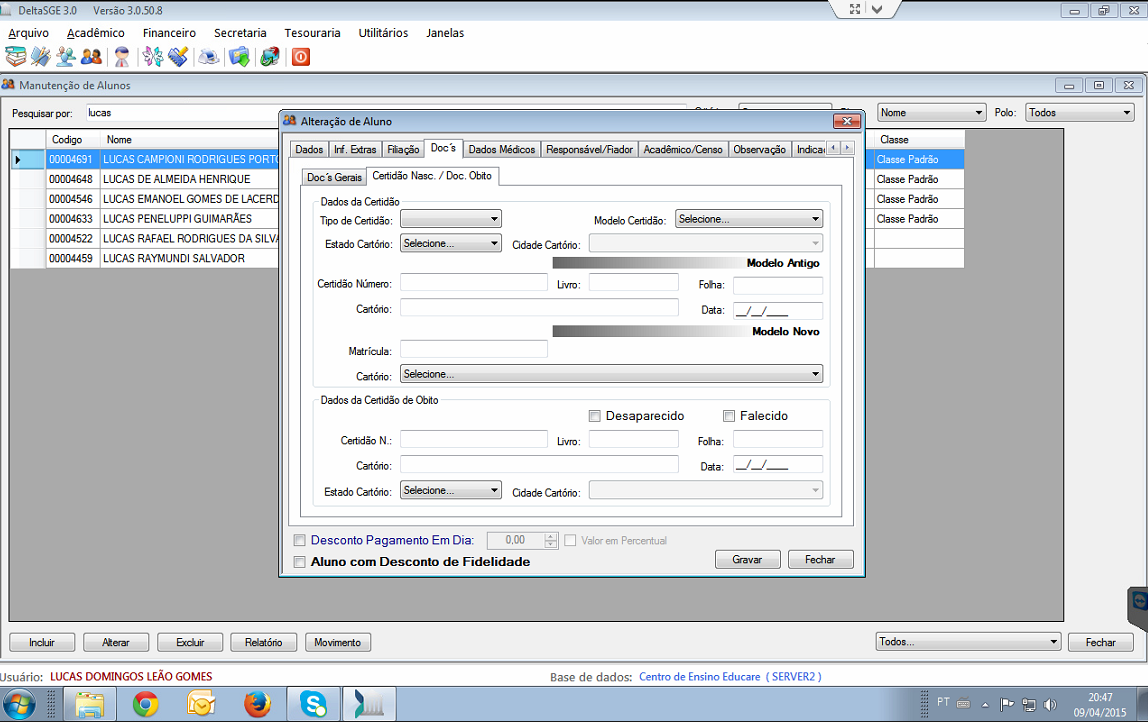 DeltaSGE 3.0 Versão 3.0.50.8
Arquivo Acadêmico Financeiro Secretaria Tesouraria Utilitários Janelas
Manutenção de Alunos
Pesquisar por: lucas Nome Polo: Todos
Codigo Nome Classe
00004691 LUCAS CAMPIONI RODRIGUES PORTO Classe Padrão
00004648 LUCAS DE ALMEIDA HENRIQUE Classe Padrão
00004546 LUCAS EMANOEL GOMES DE LACERD Classe Padrão
00004633 LUCAS PENELUPPI GUIMARÃES Classe Padrão
00004522 LUCAS RAFAEL RODRIGUES DA SILVA
00004459 LUCAS RAYMUNDI SALVADOR
Alteração de Aluno
Dados Inf. Extras Filiação Doc´s Dados Médicos Responsável/Fiador Acadêmico/Censo Observação Indica
Doc´s Gerais Certidão Nasc. / Doc. Obito
Dados da Certidão
Tipo de Certidão: Modelo Certidão: Selecione...
Estado Cartório: Selecione... Cidade Cartório:
Modelo Antigo
Certidão Número: Livro: Folha:
Cartório: Data: __/__/____
Modelo Novo
Matrícula:
Cartório: Selecione...
Dados da Certidão de Obito
Desaparecido Falecido
Certidão N.: Livro: Folha:
Cartório: Data: __/__/____
Estado Cartório: Selecione... Cidade Cartório:
Desconto Pagamento Em Dia: 0,00 Valor em Percentual
Aluno com Desconto de Fidelidade
Gravar Fechar
Incluir Alterar Excluir Relatório Movimento Todos... Fechar
Usuário: LUCAS DOMINGOS LEÃO GOMES Base de dados: Centro de Ensino Educare ( SERVER2 )
PT 20:47
09/04/2015